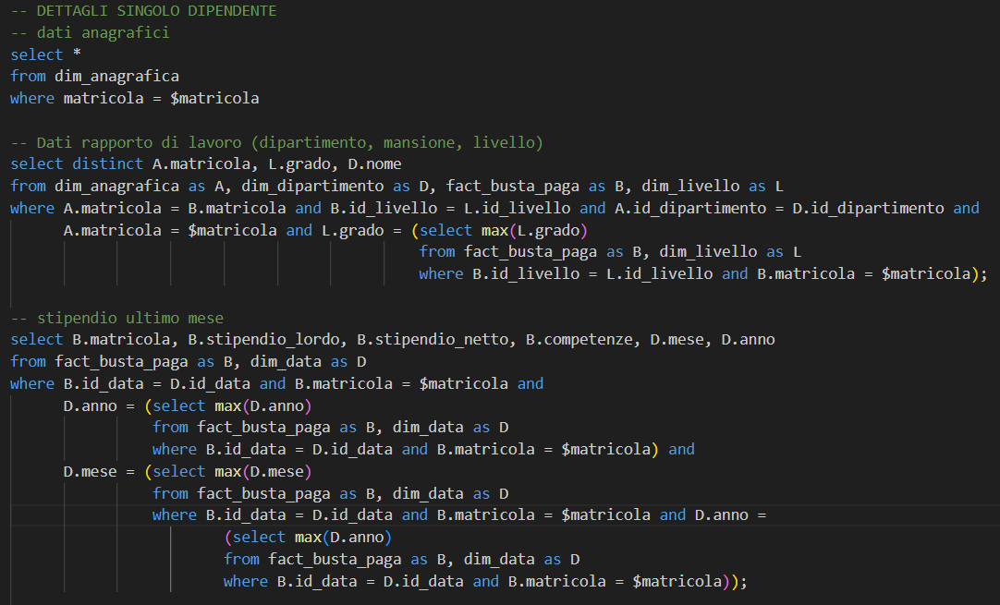 -- DETTAGLI SINGOLO DIPENDENTE
-- dati anagrafici
select *
from dim_anagrafica
where matricola = $matricola
-- Dati rapporto di lavoro (dipartimento, mansione, livello)
select distinct A.matricola, L.grado, D.nome
from dim_anagrafica as A, dim_dipartimento as D, fact_busta_paga as B, dim_livello as L
where A.matricola = B.matricola and B.id_livello = L.id_livello and A.id_dipartimento = D.id_dipartimento and
A.matricola = $matricola and L.grado = (select max(L.grado)
from fact_busta_paga as B, dim_livello as L
where B.id_livello = L.id_livello and B.matricola = $matricola);
-- stipendio ultimo mese
select B.matricola, B.stipendio_lordo, B.stipendio_netto, B.competenze, D.mese, D.anno
from fact_busta_paga as B, dim_data as D
where B.id_data = D.id_data and B.matricola = $matricola and
D.anno = (select max(D.anno)
from fact_busta_paga as B, dim_data as D
where B.id_data = D.id_data and B.matricola = $matricola) and
D.mese = (select max(D.mese)
from fact_busta_paga as B, dim_data as D
where B.id_data = D.id_data and B.matricola = $matricola and D.anno =
(select max(D.anno)
from fact_busta_paga as B, dim_data as D
where B.id_data = D.id_data and B.matricola = $matricola));